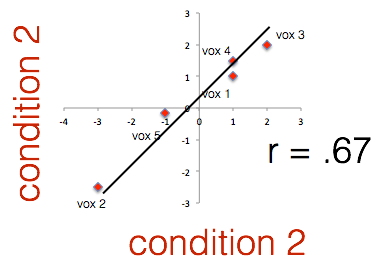 condition 2
3
2
1
0
-1
-2
-3
-4 -3 -2 -1 0 1 2 3
vox 3
vox 4
vox 1
vox 5
vox 2
r = .67
condition 2